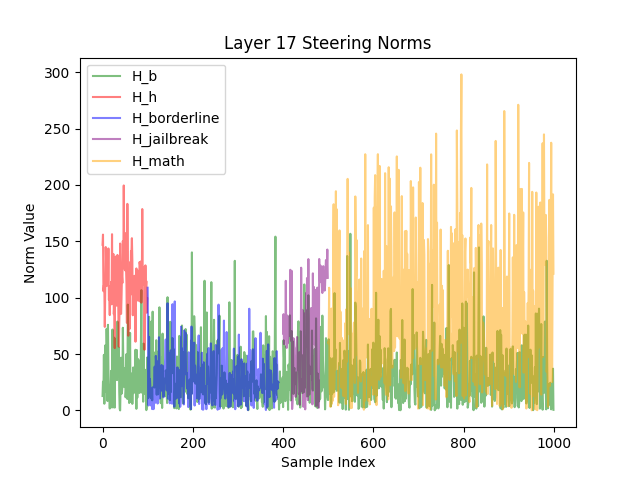 Layer 17 Steering Norms
H_b
H_h
H_borderline
H_jailbreak
H_math
Norm Value
300
250
200
150
100
50
0
0
200
400
600
800
1000
Sample Index